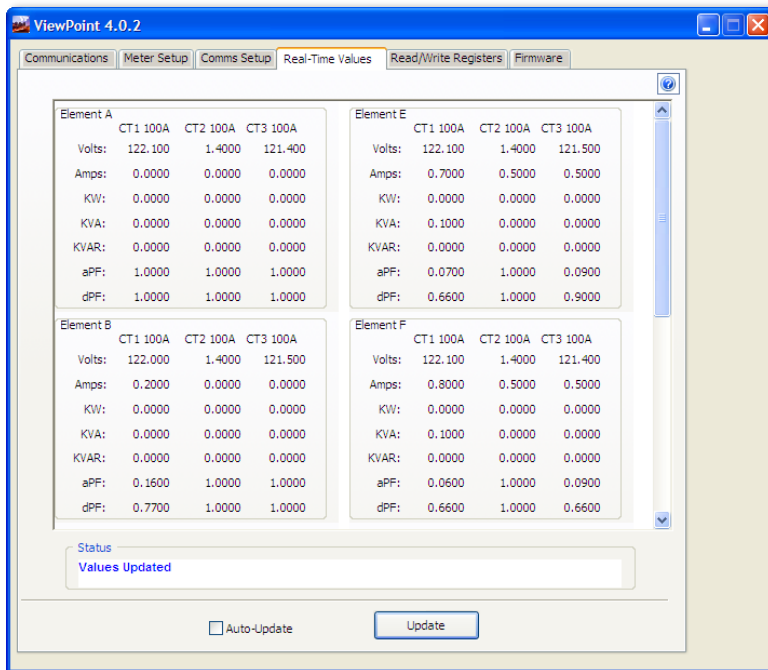 ViewPoint 4.0.2
Communications Meter Setup Comms Setup Real-Time Values Read/Write Registers Firmware
Element A
CT1 100A CT2 100A CT3 100A
Volts: 122.100 1.4000 121.400
Amps: 0.0000 0.0000 0.0000
KW: 0.0000 0.0000 0.0000
KVA: 0.0000 0.0000 0.0000
KVAR: 0.0000 0.0000 0.0000
aPF: 1.0000 1.0000 1.0000
dPF: 1.0000 1.0000 1.0000
Element E
CT1 100A CT2 100A CT3 100A
Volts: 122.100 1.4000 121.500
Amps: 0.7000 0.5000 0.5000
KW: 0.0000 0.0000 0.0000
KVA: 0.1000 0.0000 0.0000
KVAR: 0.0000 0.0000 0.0000
aPF: 0.0700 1.0000 0.0900
dPF: 0.6600 1.0000 0.9000
Element B
CT1 100A CT2 100A CT3 100A
Volts: 122.000 1.4000 121.500
Amps: 0.2000 0.0000 0.0000
KW: 0.0000 0.0000 0.0000
KVA: 0.0000 0.0000 0.0000
KVAR: 0.0000 0.0000 0.0000
aPF: 0.1600 1.0000 1.0000
dPF: 0.7700 1.0000 1.0000
Element F
CT1 100A CT2 100A CT3 100A
Volts: 122.100 1.4000 121.400
Amps: 0.8000 0.5000 0.5000
KW: 0.0000 0.0000 0.0000
KVA: 0.1000 0.0000 0.0000
KVAR: 0.0000 0.0000 0.0000
aPF: 0.0600 1.0000 0.0900
dPF: 0.6600 1.0000 0.6600
Status
Values Updated
Auto-Update
Update